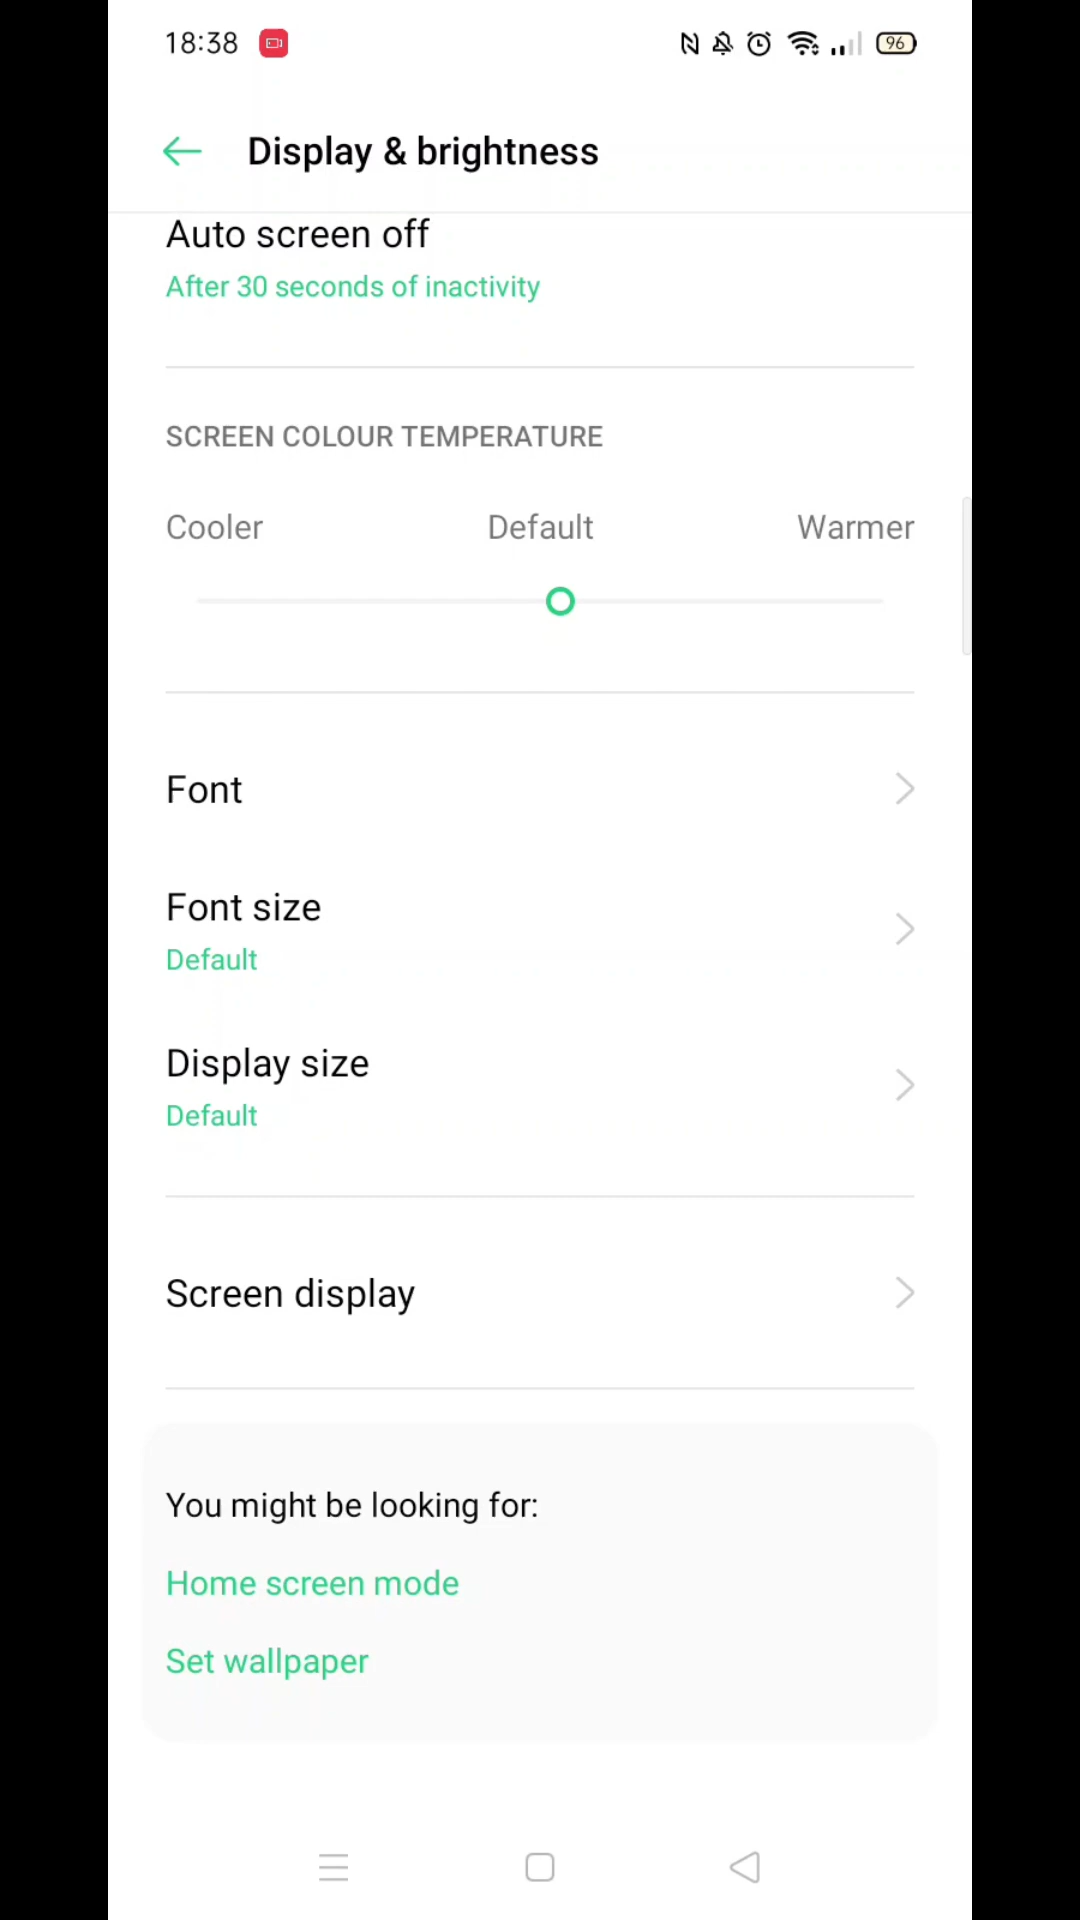 18:38
96
Display & brightness
Auto screen off
After 30 seconds of inactivity
SCREEN COLOUR TEMPERATURE
Cooler Default Warmer
Font
Font size
Default
Display size
Default
Screen display
You might be looking for:
Home screen mode
Set wallpaper